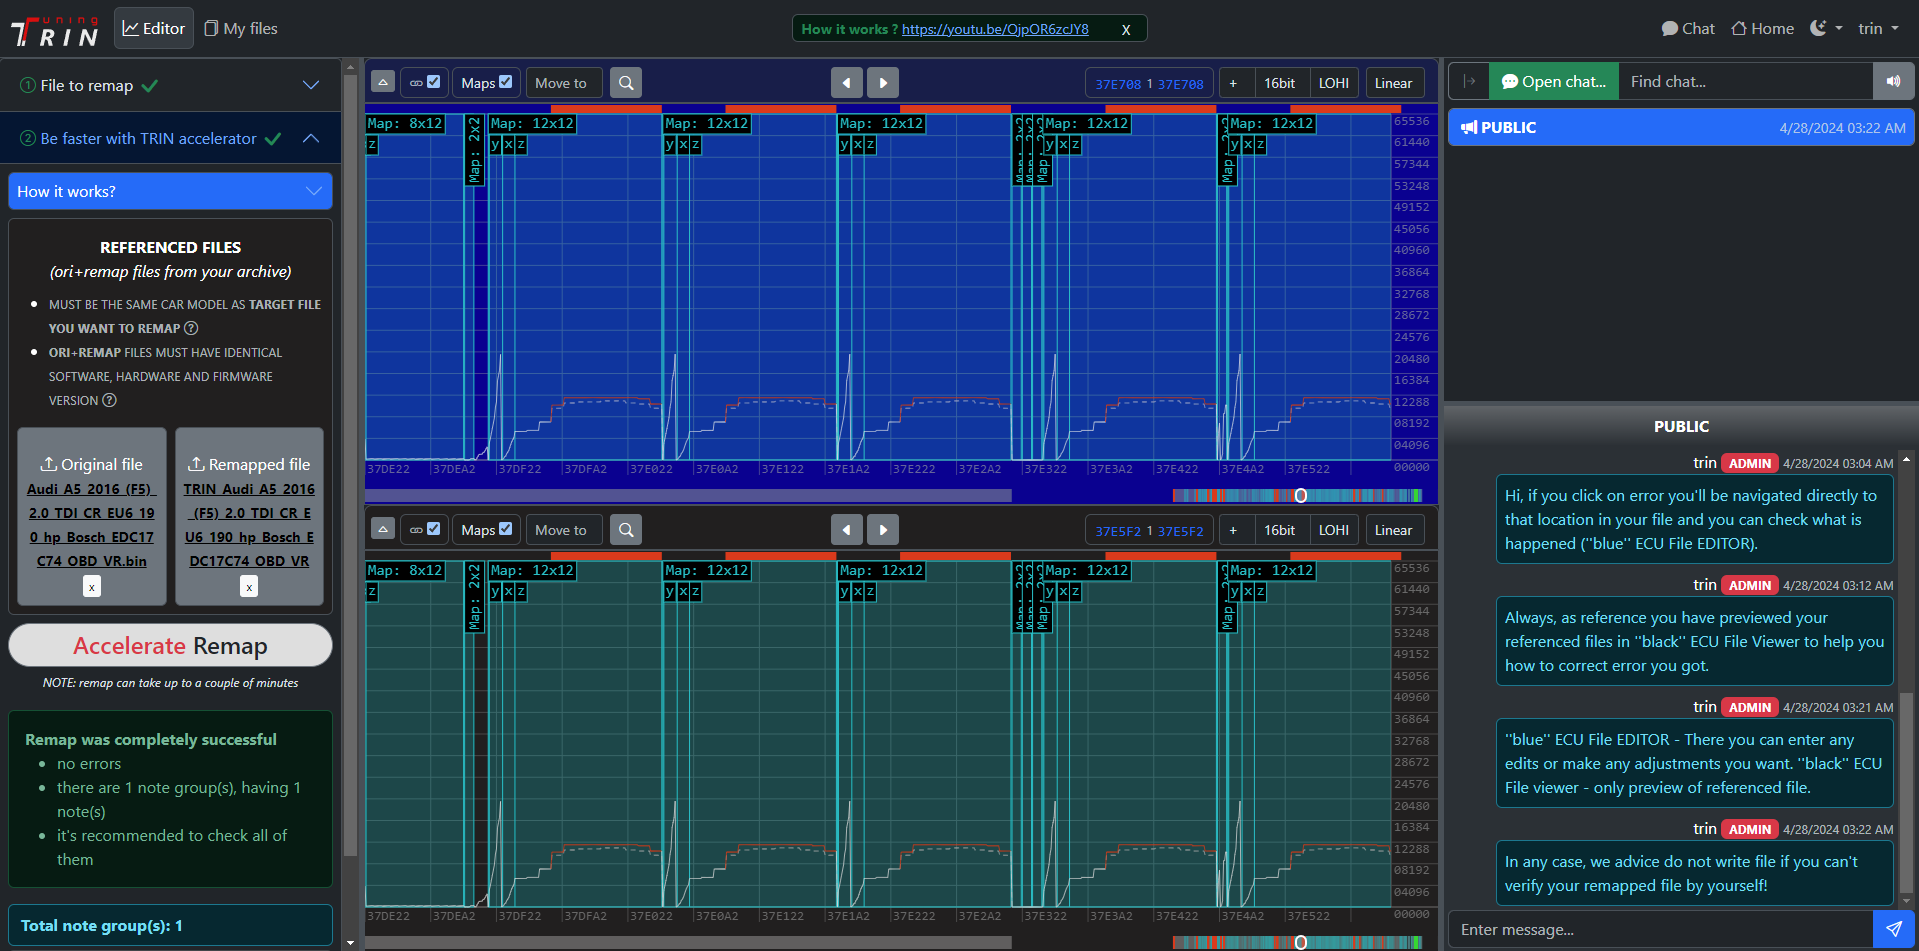 Tuning
TRIN
Editor
My files
How it works ? https://youtu.be/OjpOR6zcJY8 X
Chat
Home
trin
1 File to remap
2 Be faster with TRIN accelerator
How it works?
REFERENCED FILES
(ori+remap files from your archive)
MUST BE THE SAME CAR MODEL AS TARGET FILE
YOU WANT TO REMAP ?
ORI+REMAP FILES MUST HAVE IDENTICAL
SOFTWARE, HARDWARE AND FIRMWARE
VERSION ?
Original file
Audi_A5_2016_(F5)_
2.0_TDI_CR_EU6_19
0_hp_Bosch_EDC17
C74_OBD_VR.bin
x
Remapped file
TRIN_Audi_A5_2016
_(F5)_2.0_TDI_CR_E
U6_190_hp_Bosch_E
DC17C74_OBD_VR
x
Accelerate Remap
NOTE: remap can take up to a couple of minutes
Remap was completely successful
no errors
there are 1 note group(s), having 1
note(s)
it's recommended to check all of
them
Total note group(s): 1
Maps
Move to
37E708 1 37E708
+
16bit
LOHI
Linear
Map: 8x12
z
Map: 2x2
Map: 12x12
y x z
Map: 12x12
y x z
Map: 12x12
y x z
Map: 12x12
y x z
Map: 12x12
y x z
65536
61440
57344
53248
49152
45056
40960
36864
32768
28672
24576
20480
16384
12288
08192
04096
00000
37DE22 37DEA2 37DF22 37DFA2 37E022 37E0A2 37E122 37E1A2 37E222 37E2A2 37E322 37E3A2 37E422 37E4A2 37E522
Maps
Move to
37E5F2 1 37E5F2
+
16bit
LOHI
Linear
Map: 8x12
z
Map: 2x2
Map: 12x12
y x z
Map: 12x12
y x z
Map: 12x12
y x z
Map: 12x12
y x z
Map: 12x12
y x z
65536
61440
57344
53248
49152
45056
40960
36864
32768
28672
24576
20480
16384
12288
08192
04096
00000
37DE22 37DEA2 37DF22 37DFA2 37E022 37E0A2 37E122 37E1A2 37E222 37E2A2 37E322 37E3A2 37E422 37E4A2 37E522
Open chat...
Find chat...
PUBLIC 4/28/2024 03:22 AM
PUBLIC
trin ADMIN 4/28/2024 03:04 AM
Hi, if you click on error you'll be navigated directly to
that location in your file and you can check what is
happened (''blue'' ECU File EDITOR).
trin ADMIN 4/28/2024 03:12 AM
Always, as reference you have previewed your
referenced files in ''black'' ECU File Viewer to help you
how to correct error you got.
trin ADMIN 4/28/2024 03:21 AM
''blue'' ECU File EDITOR - There you can enter any
edits or make any adjustments you want. ''black'' ECU
File viewer - only preview of referenced file.
trin ADMIN 4/28/2024 03:22 AM
In any case, we advice do not write file if you can't
verify your remapped file by yourself!
Enter message...